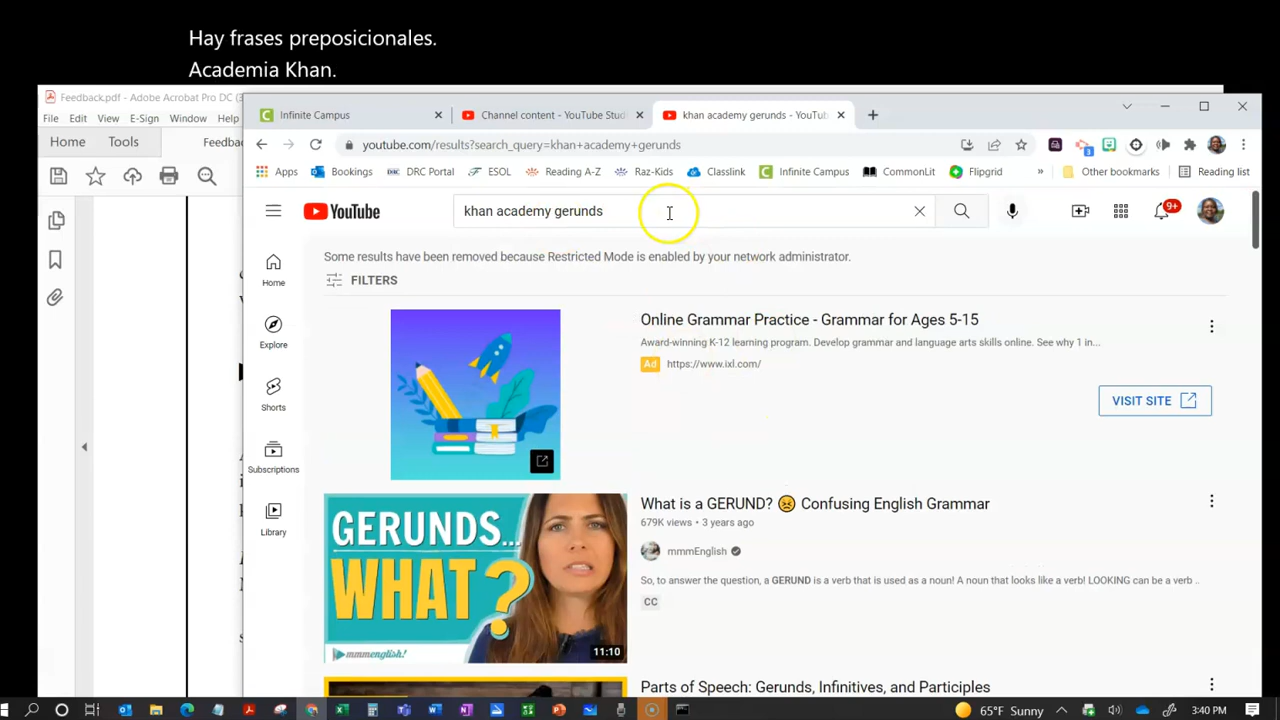 Hay frases preposicionales.
Academia Khan.
Feedback.pdf - Adobe Acrobat Pro DC (3
File Edit View E-Sign Window Help
Home Tools Feedba
Infinite Campus
Channel content - YouTube Stud
khan academy gerunds - YouTub
youtube.com/results?search_query=khan+academy+gerunds
Apps Bookings DRC Portal ESOL Reading A-Z Raz-Kids Classlink Infinite Campus CommonLit Flipgrid » Other bookmarks Reading list
YouTube
khan academy gerunds
9+
Some results have been removed because Restricted Mode is enabled by your network administrator.
FILTERS
Home
Explore
Shorts
Subscriptions
Library
Online Grammar Practice - Grammar for Ages 5-15
Award-winning K-12 learning program. Develop grammar and language arts skills online. See why 1 in...
Ad https://www.ixl.com/
VISIT SITE
GERUNDS...
WHAT?
mmmenglish!
11:10
What is a GERUND? 😣 Confusing English Grammar
679K views • 3 years ago
mmmEnglish
So, to answer the question, a GERUND is a verb that is used as a noun! A noun that looks like a verb! LOOKING can be a verb ...
CC
Parts of Speech: Gerunds, Infinitives, and Participles
65°F Sunny
3:40 PM